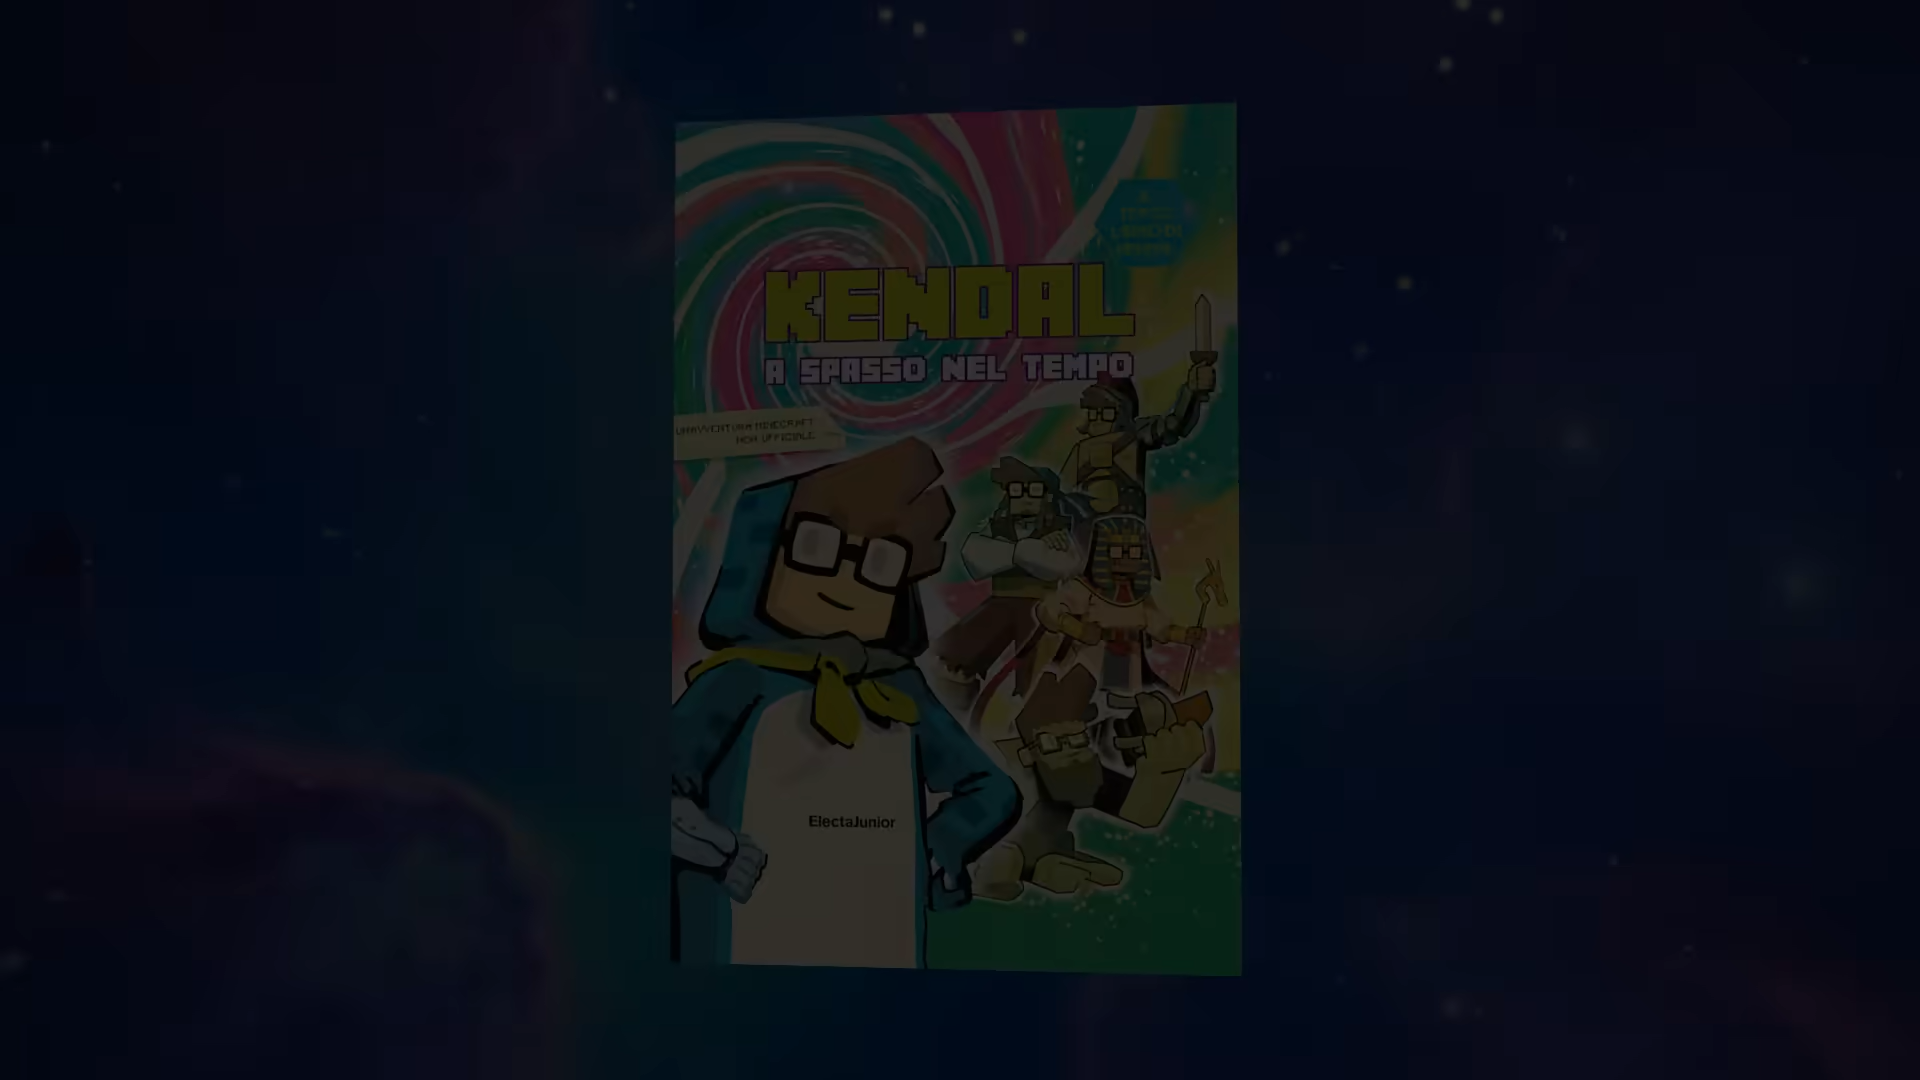 KENDAL
A SPASSO NEL TEMPO
UN'AVVENTURA MINECRAFT
NON UFFICIALE
ElectaJunior